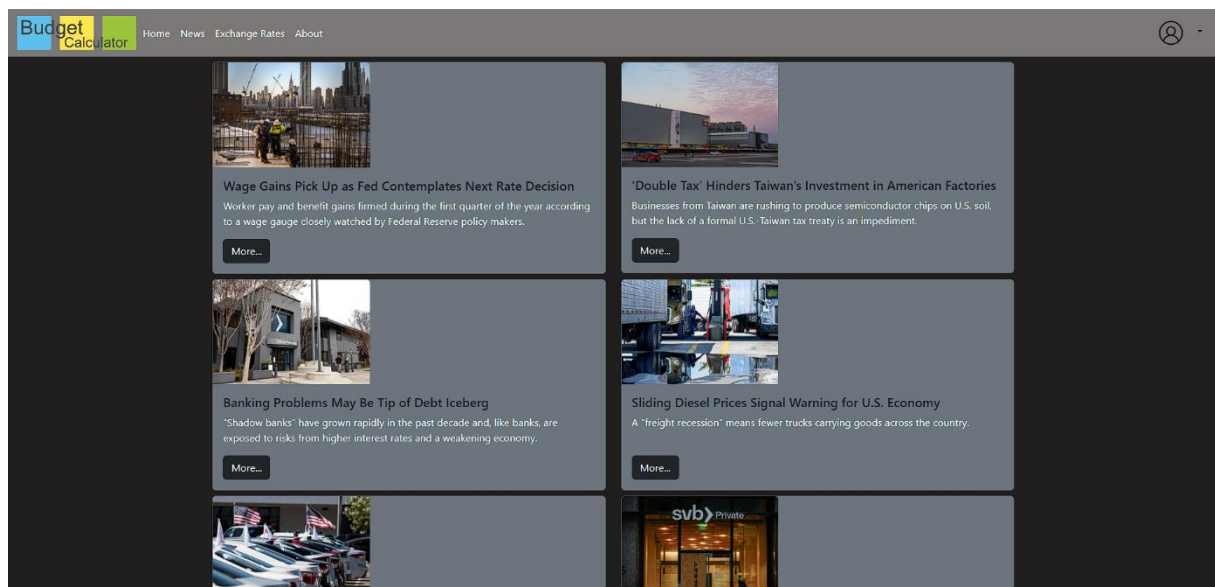 Budget
Calculator
Home News Exchange Rates About
Wage Gains Pick Up as Fed Contemplates Next Rate Decision
Worker pay and benefit gains firmed during the first quarter of the year according
to a wage gauge closely watched by Federal Reserve policy makers.
More...
'Double Tax' Hinders Taiwan's Investment in American Factories
Businesses from Taiwan are rushing to produce semiconductor chips on U.S. soil,
but the lack of a formal U.S.-Taiwan tax treaty is an impediment.
More...
Banking Problems May Be Tip of Debt Iceberg
"Shadow banks" have grown rapidly in the past decade and, like banks, are
exposed to risks from higher interest rates and a weakening economy.
More...
Sliding Diesel Prices Signal Warning for U.S. Economy
A "freight recession" means fewer trucks carrying goods across the country.
More...
svb Private